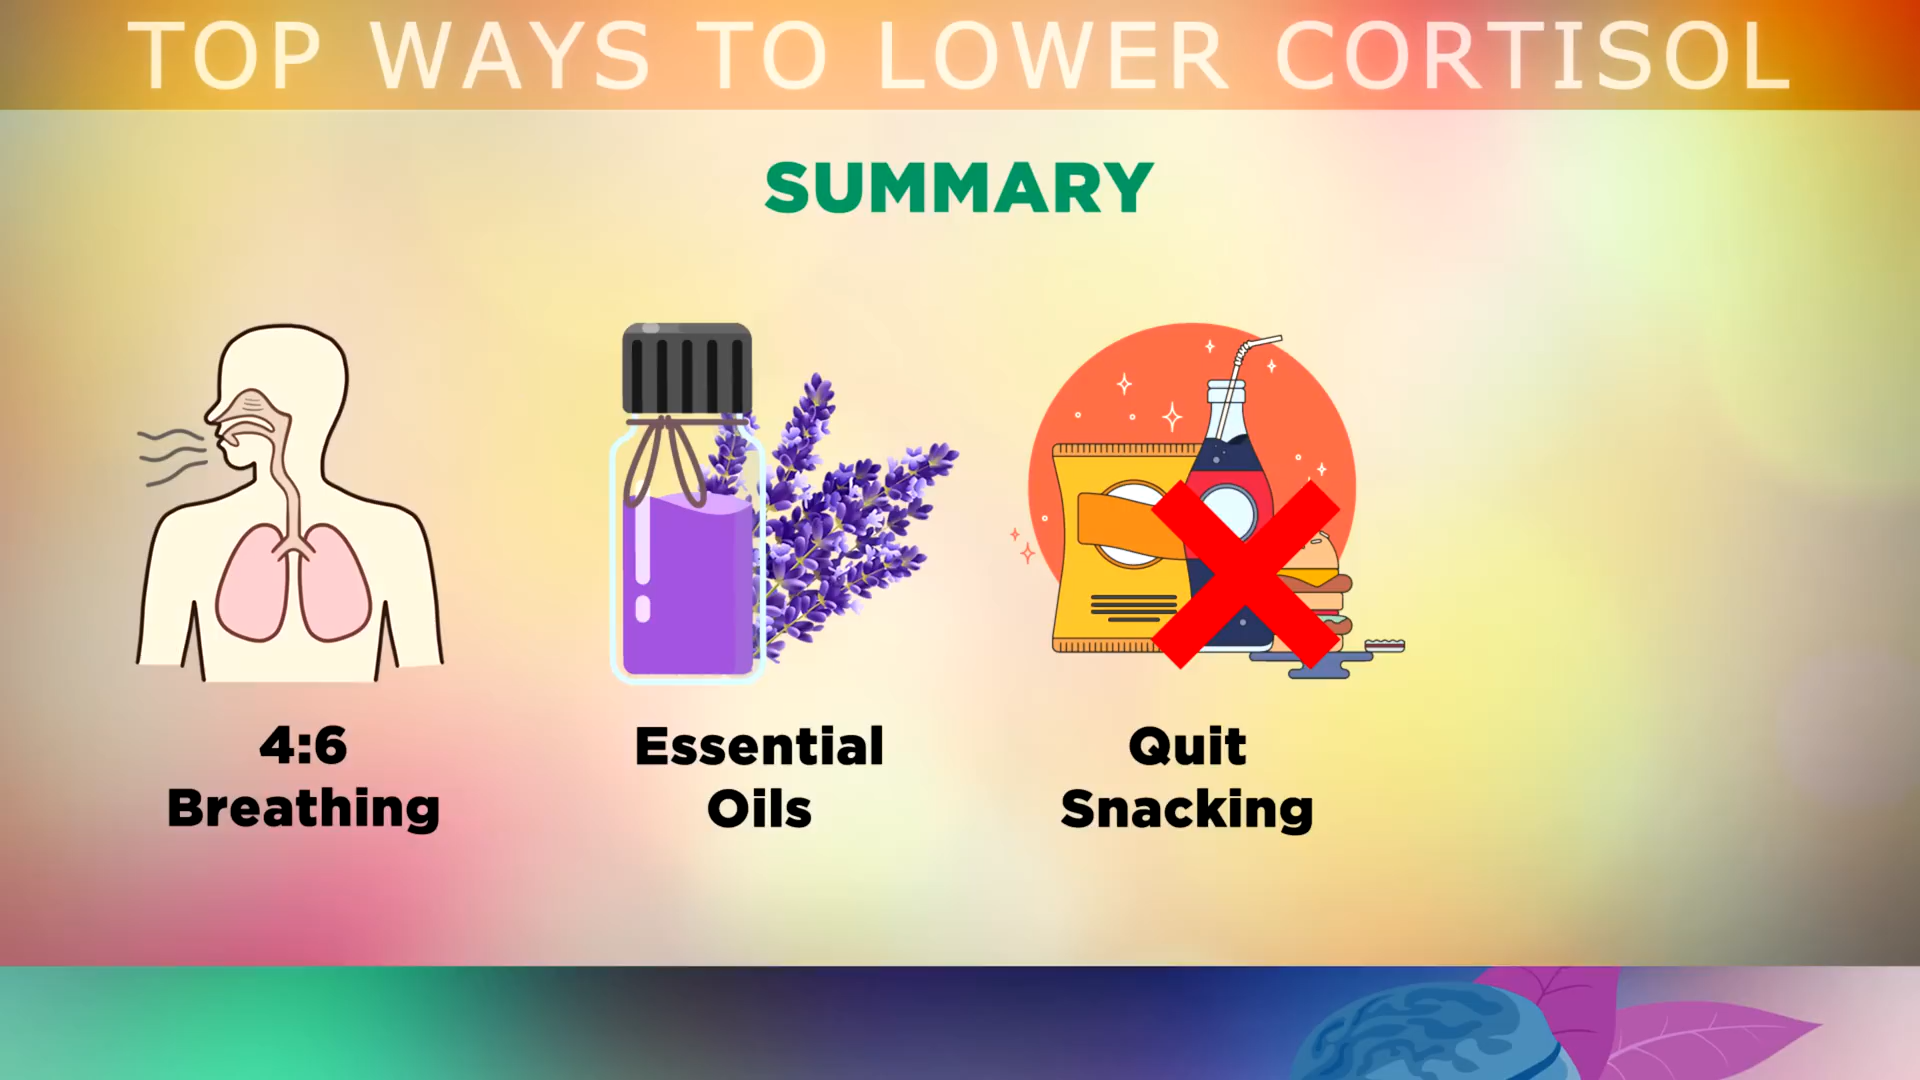 TOP WAYS TO LOWER CORTISOL
SUMMARY
4:6
Breathing
Essential
Oils
Quit
Snacking